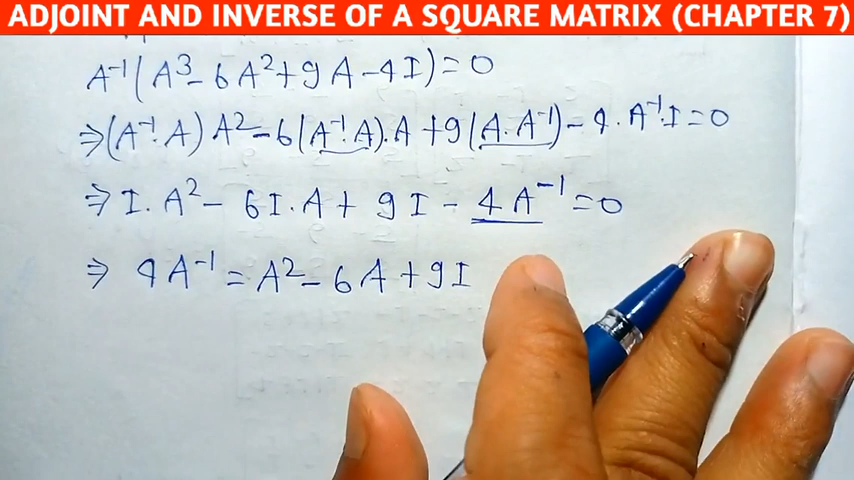 ADJOINT AND INVERSE OF A SQUARE MATRIX (CHAPTER 7)
A⁻¹(A³ - 6A² + 9A - 4I) = 0
⇒ (A⁻¹·A) A² - 6(A⁻¹·A)·A + 9(A·A⁻¹) - 4·A⁻¹·I = 0
⇒ I·A² - 6I·A + 9I - 4A⁻¹ = 0
⇒ 4A⁻¹ = A² - 6A + 9I